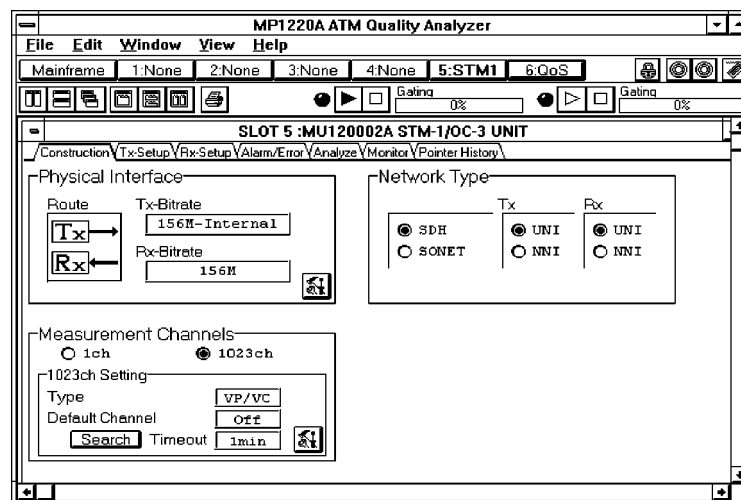 MP1220A ATM Quality Analyzer
File Edit Window View Help
Mainframe 1:None 2:None 3:None 4:None 5:STM1 6:QoS
Gating 0% Gating 0%
SLOT 5 :MU120002A STM-1/OC-3 UNIT
Construction Tx-Setup Rx-Setup Alarm/Error Analyze Monitor Pointer History
Physical Interface
Route Tx-Bitrate
Tx 156M-Internal
Rx-Bitrate
Rx 156M
Network Type
Tx Rx
SDH UNI UNI
SONET NNI NNI
Measurement Channels
1ch 1023ch
1023ch Setting
Type VP/VC
Default Channel Off
Search Timeout 1min